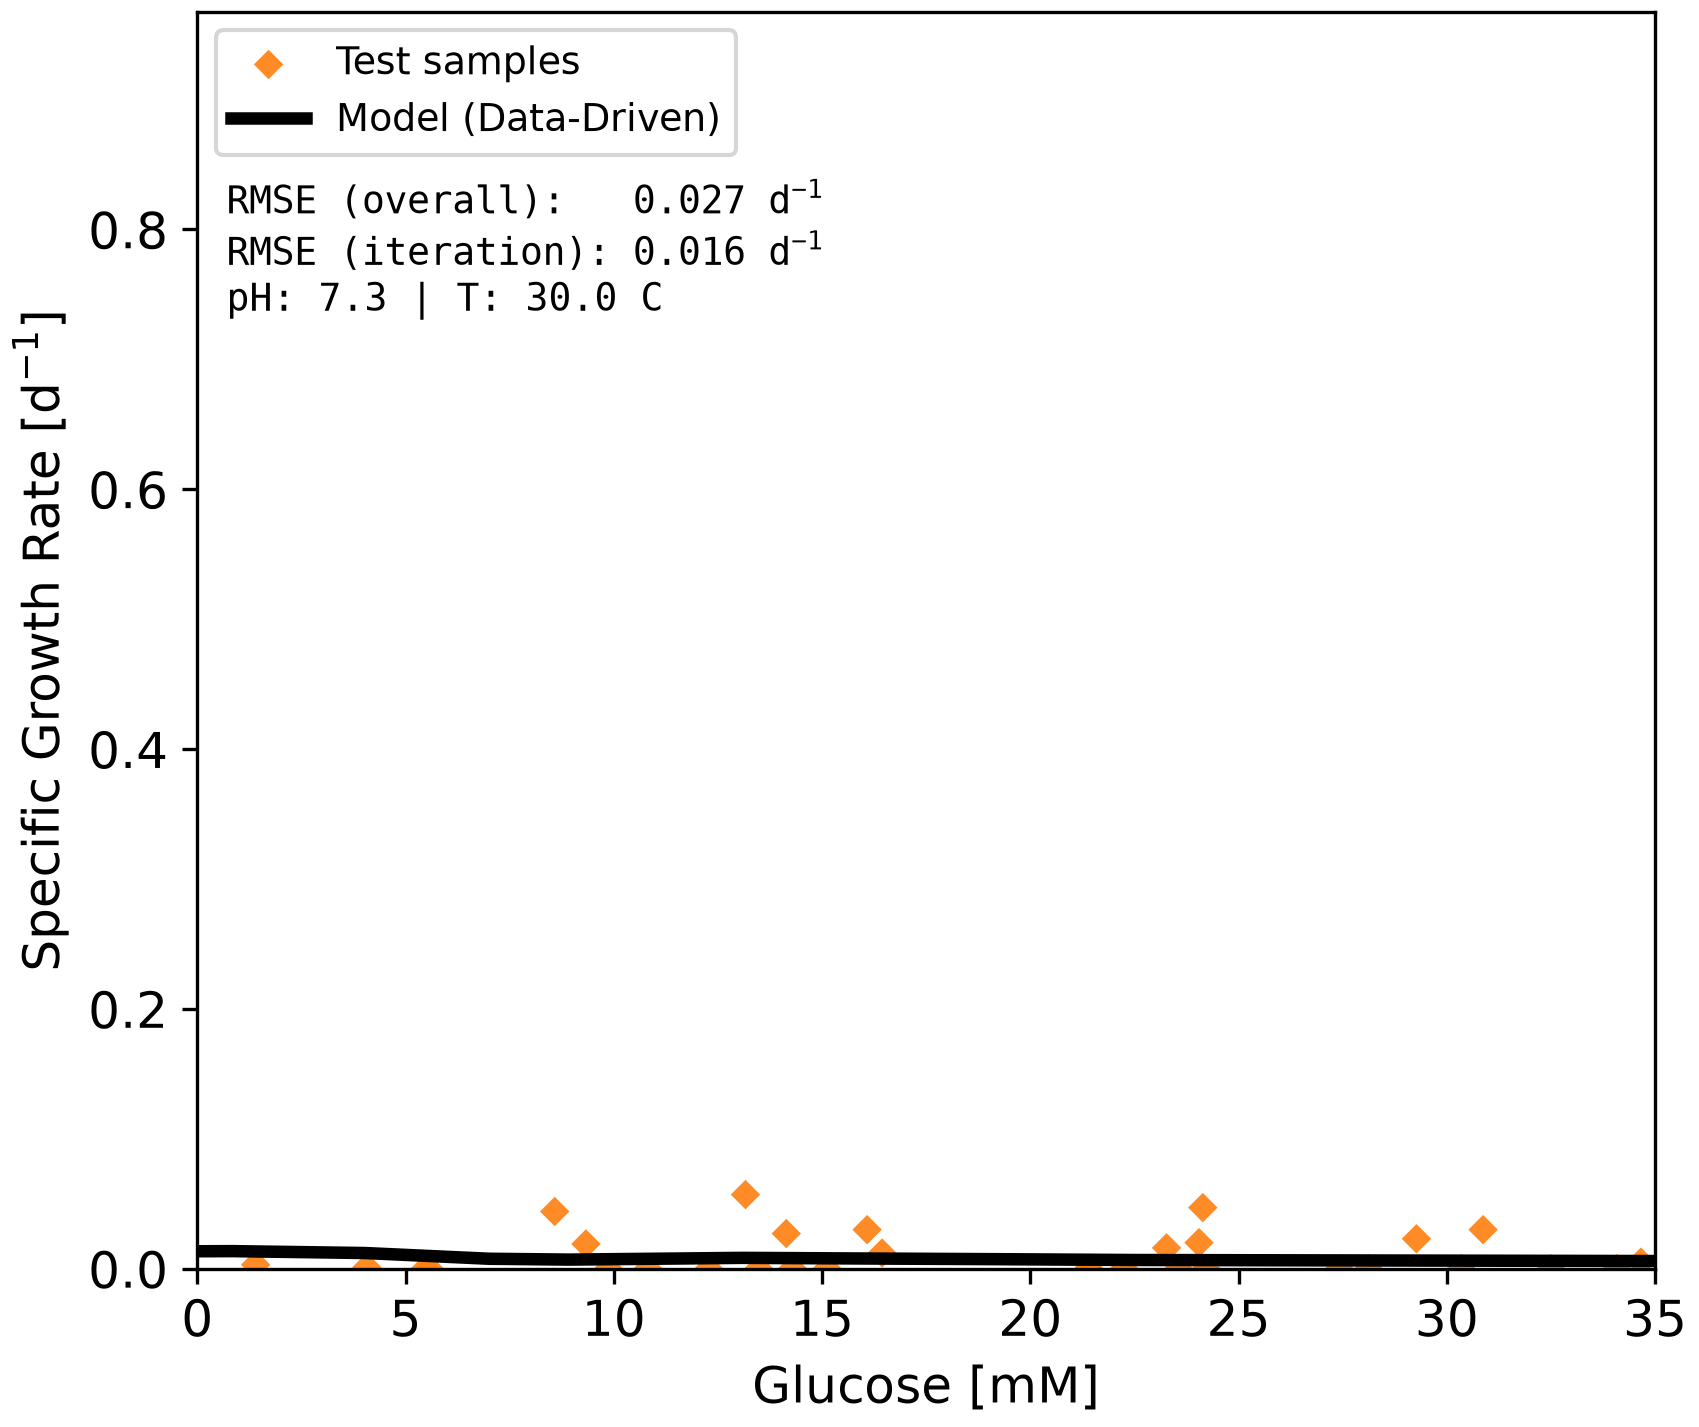 Test samples
Model (Data-Driven)
RMSE (overall): 0.027 d⁻¹
RMSE (iteration): 0.016 d⁻¹
pH: 7.3 | T: 30.0 C
Specific Growth Rate [d⁻¹]
0.8
0.6
0.4
0.2
0.0
0 5 10 15 20 25 30 35
Glucose [mM]